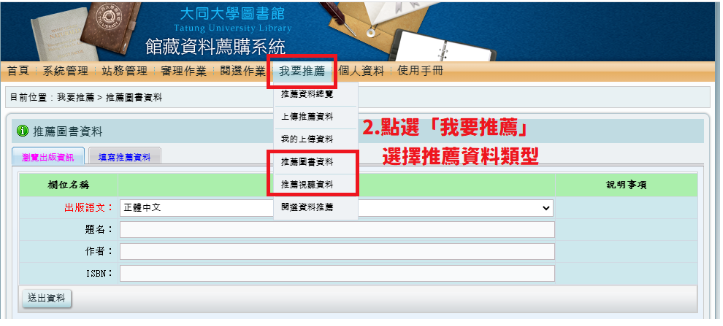 大同大學圖書館
Tatung University Library
館藏資料薦購系統
首頁 系統管理 站務管理 審理作業 閱選作業 我要推薦 個人資料 使用手冊
目前位置：我要推薦 > 推薦圖書資料
推薦資料總覽
上傳推薦資料
我的上傳資料
推薦圖書資料
推薦視聽資料
閱選資料推薦
2.點選「我要推薦」
選擇推薦資料類型
推薦圖書資料
瀏覽出版資訊 填寫推薦資料
欄位名稱 說明事項
出版語文： 正體中文
題名：
作者：
ISBN：
送出資料